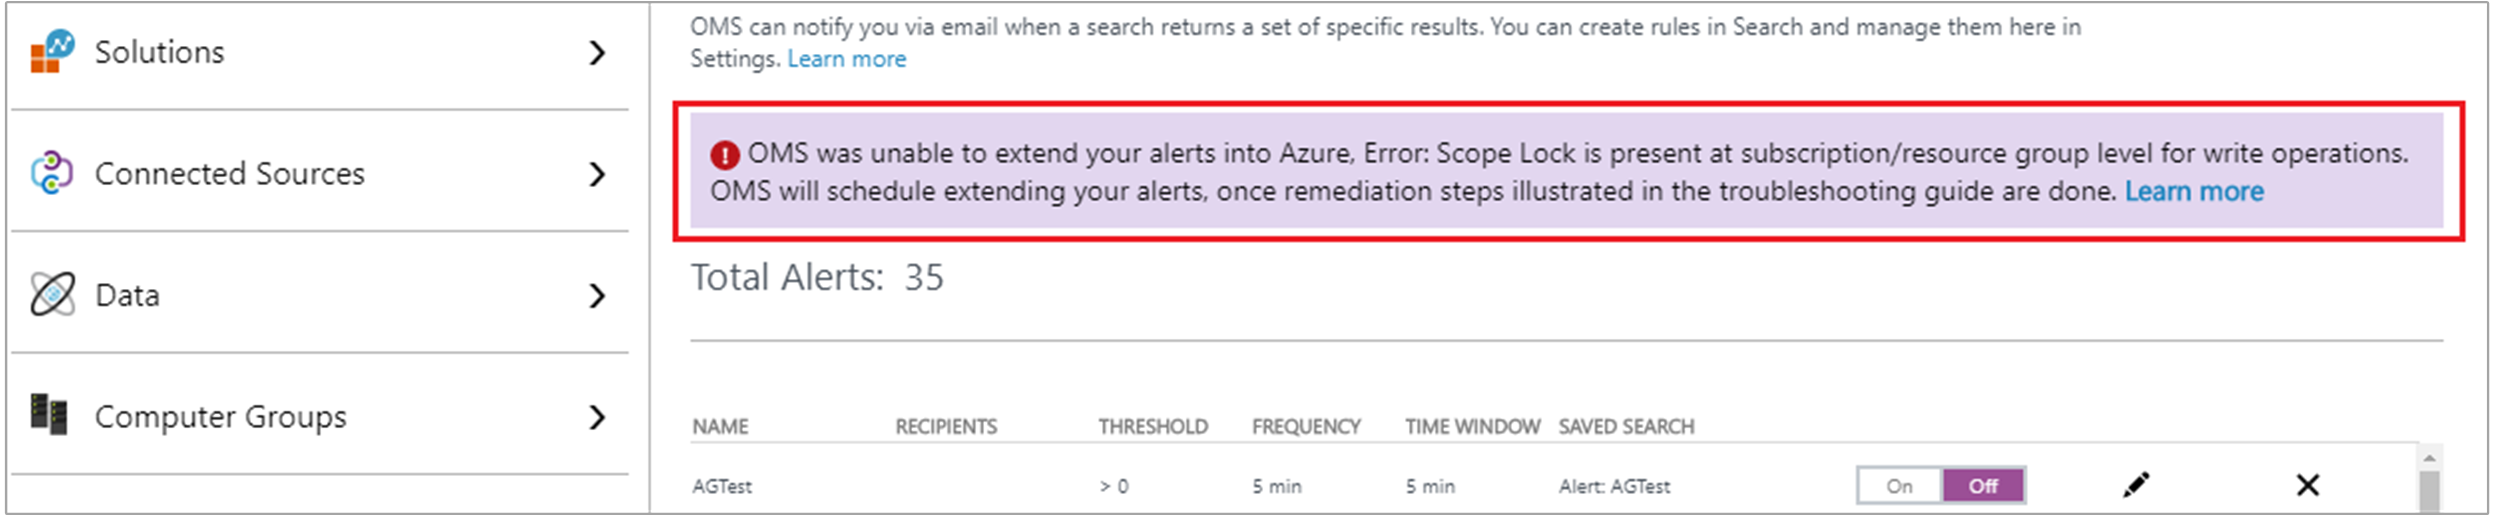 Solutions
Connected Sources
Data
Computer Groups
OMS can notify you via email when a search returns a set of specific results. You can create rules in Search and manage them here in
Settings. Learn more
OMS was unable to extend your alerts into Azure, Error: Scope Lock is present at subscription/resource group level for write operations.
OMS will schedule extending your alerts, once remediation steps illustrated in the troubleshooting guide are done. Learn more
Total Alerts: 35
NAME RECIPIENTS THRESHOLD FREQUENCY TIME WINDOW SAVED SEARCH
AGTest > 0 5 min 5 min Alert: AGTest On Off